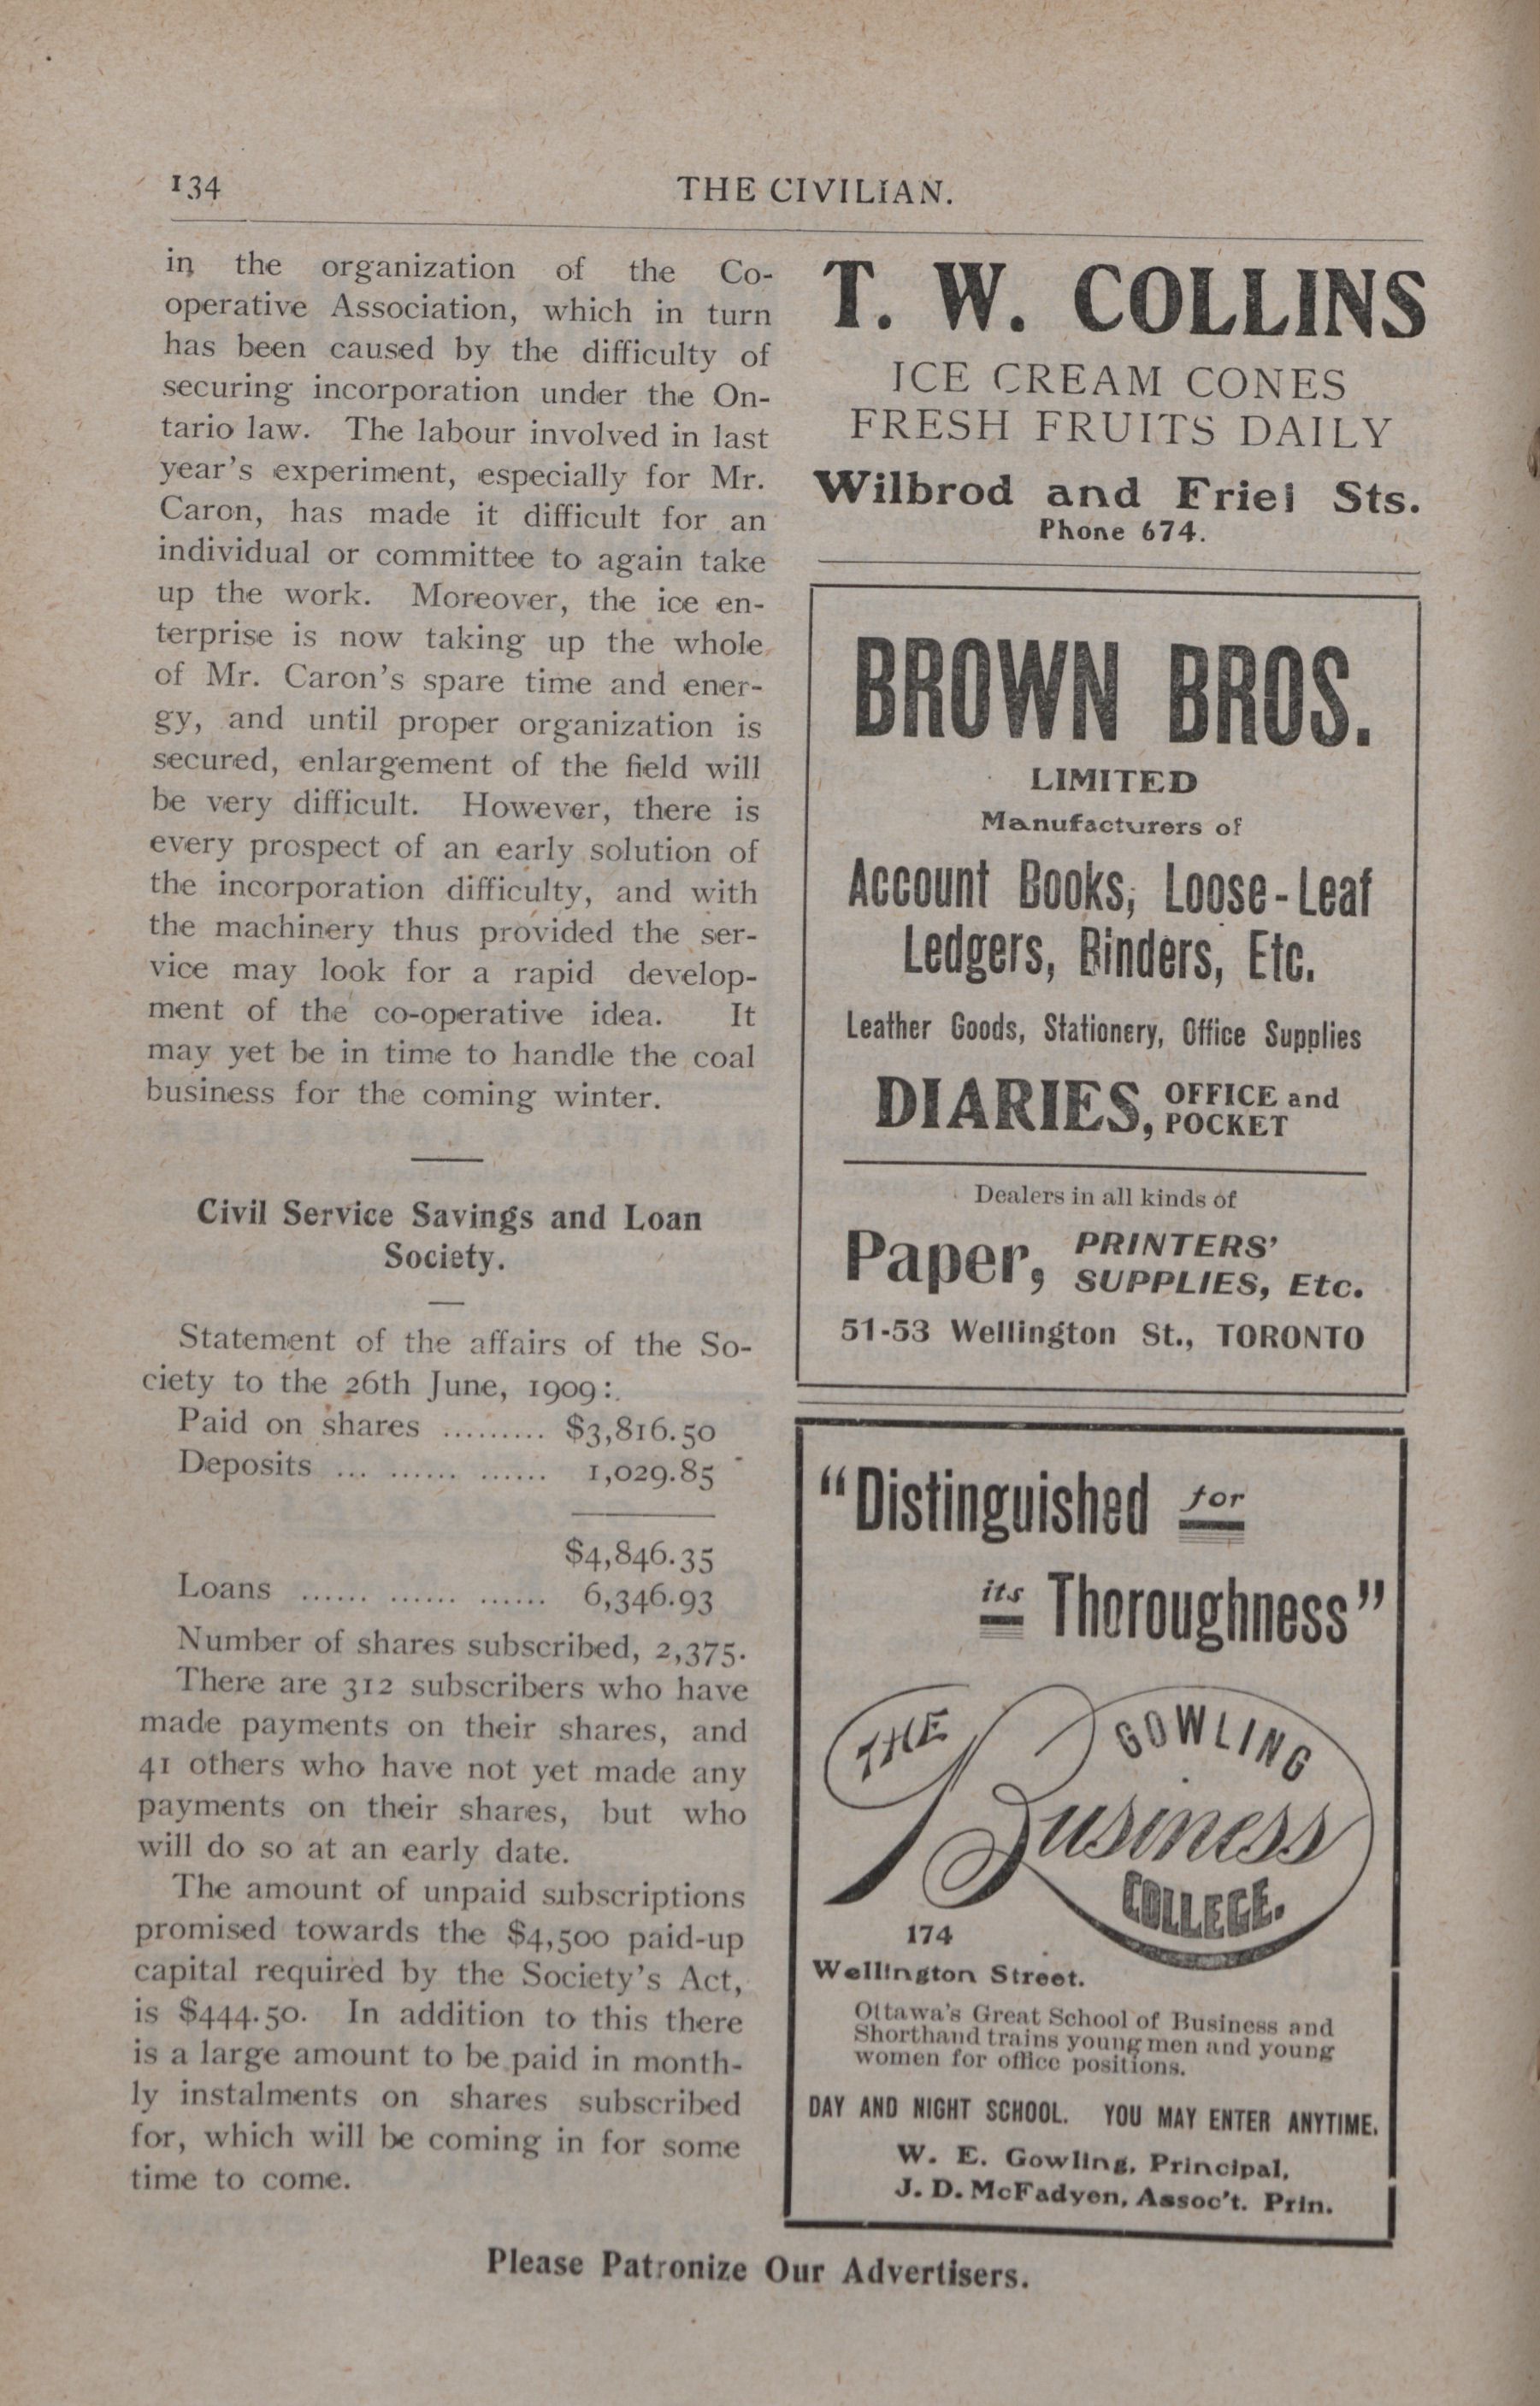 134
THE CIVILIAN.
in the organization of the Co-
operative Association, which in turn
has been caused by the difficulty of
securing incorporation under the On-
tario law. The labour involved in last
year's experiment, especially for Mr.
Caron, has made it difficult for an
individual or committee to again take
up the work. Moreover, the ice en-
terprise is now taking up the whole
of Mr. Caron's spare time and ener-
gy, and until proper organization is
secured, enlargement of the field will
be very difficult. However, there is
every prospect of an early solution of
the incorporation difficulty, and with
the machinery thus provided the ser-
vice may look for a rapid develop-
ment of the co-operative idea. It
may yet be in time to handle the coal
business for the coming winter.
Civil Service Savings and Loan
Society.
Statement of the affairs of the So-
ciety to the 26th June, 1909:
Paid on shares ......... $3,816.50
Deposits ... ...... ...... 1,029.85
$4,846.35
Loans ...... ...... ...... 6,346.93
Number of shares subscribed, 2,375.
There are 312 subscribers who have
made payments on their shares, and
41 others who have not yet made any
payments on their shares, but who
will do so at an early date.
The amount of unpaid subscriptions
promised towards the $4,500 paid-up
capital required by the Society's Act,
is $444.50. In addition to this there
is a large amount to be paid in month-
ly instalments on shares subscribed
for, which will be coming in for some
time to come.
T. W. COLLINS
ICE CREAM CONES
FRESH FRUITS DAILY
Wilbrod and Friel Sts.
Phone 674.
BROWN BROS.
LIMITED
Manufacturers of
Account Books, Loose-Leaf
Ledgers, Binders, Etc.
Leather Goods, Stationery, Office Supplies
DIARIES, OFFICE and
POCKET
Dealers in all kinds of
Paper, PRINTERS'
SUPPLIES, Etc.
51-53 Wellington St., TORONTO
"Distinguished for
its Thoroughness"
THE GOWLING
Business
COLLEGE.
174
Wellington Street.
Ottawa's Great School of Business and
Shorthand trains young men and young
women for office positions.
DAY AND NIGHT SCHOOL. YOU MAY ENTER ANYTIME.
W. E. Gowling, Principal,
J. D. McFadyen, Assoc't. Prin.
Please Patronize Our Advertisers.